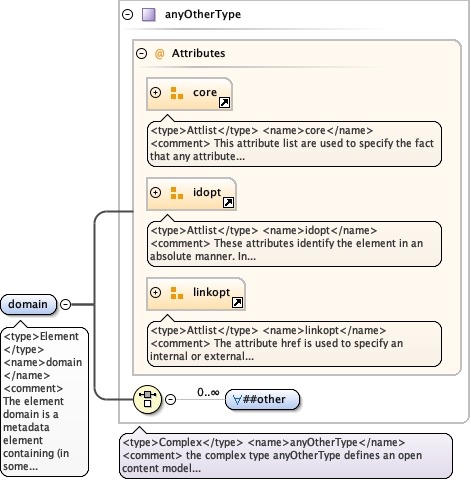 anyOtherType
@ Attributes
core
<type>Attlist</type> <name>core</name>
<comment> This attribute list are used to specify the fact
that any attribute...
idopt
<type>Attlist</type> <name>idopt</name>
<comment> These attributes identify the element in an
absolute manner. In...
linkopt
<type>Attlist</type> <name>linkopt</name>
<comment> The attribute href is used to specify an
internal or external...
domain
<type>Element
</type>
<name>domain
</name>
<comment>
The element
domain is a
metadata
element
containing (in
some...
0..∞
∀##other
<type>Complex</type> <name>anyOtherType</name>
<comment> the complex type anyOtherType defines an open
content model...